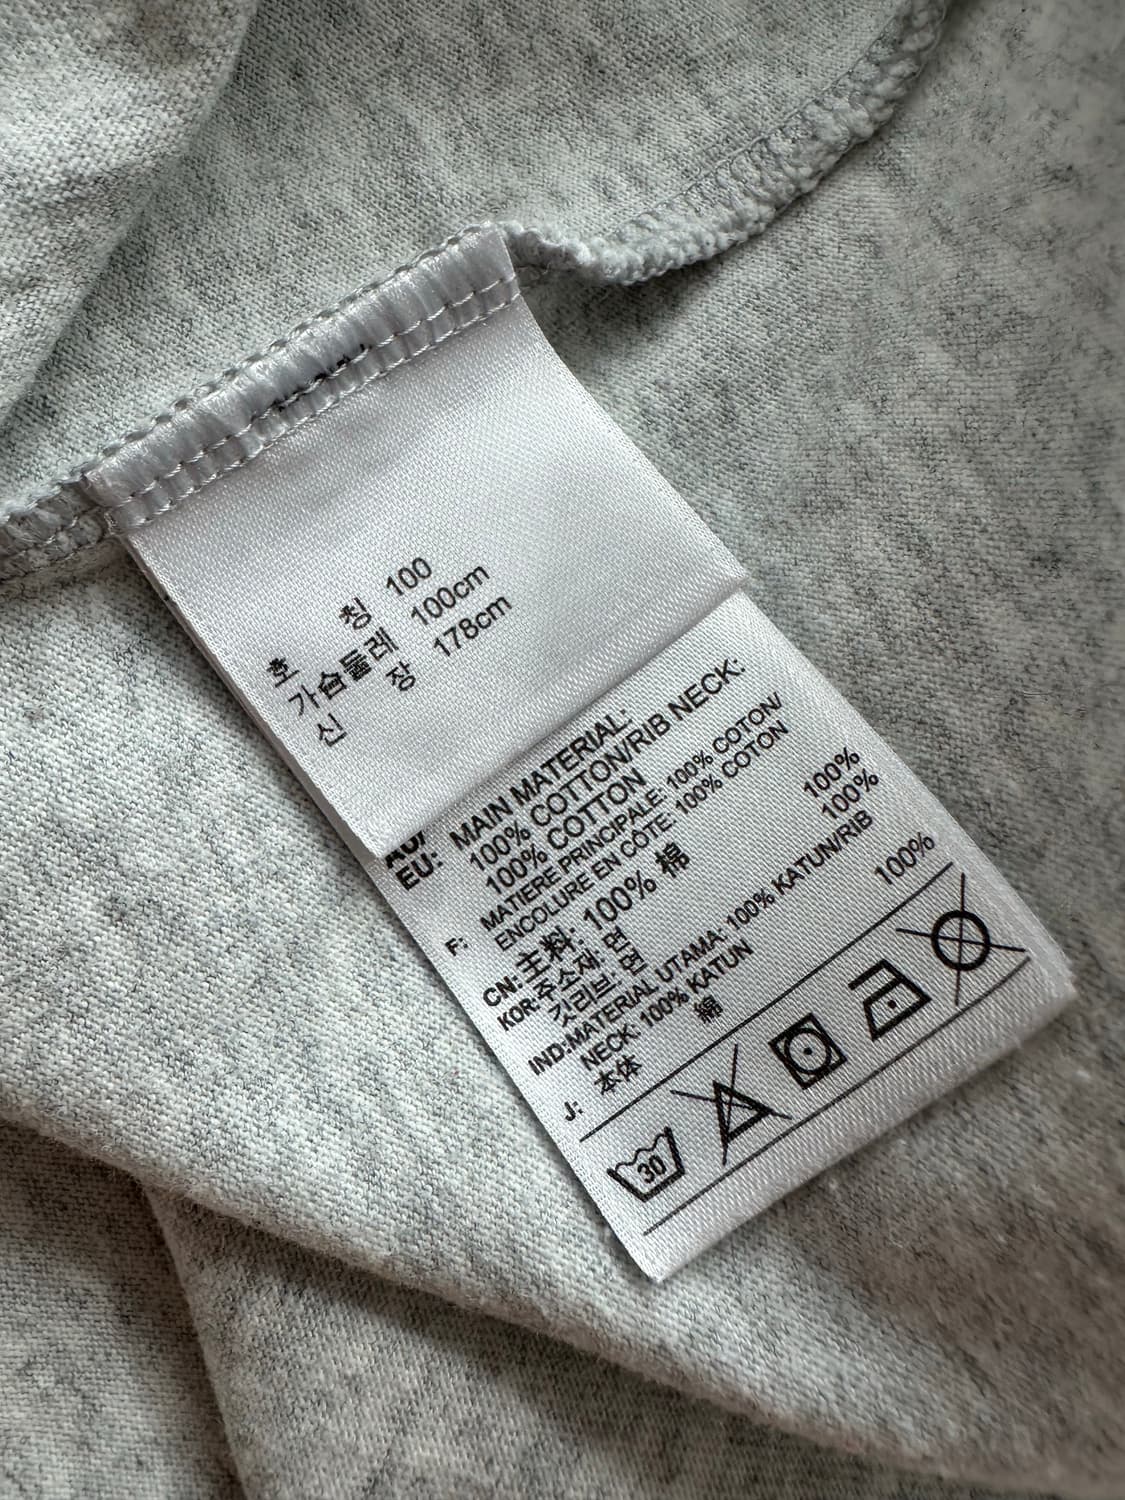 호 칭 100
가슴둘레 100cm
신 장 178cm
AU/
EU: MAIN MATERIAL:
100% COTTON/RIB NECK:
100% COTTON
F: MATIERE PRINCIPALE: 100% COTON/
ENCOLURE EN CÔTE: 100% COTON
CN: 主料: 100% 棉
KOR: 주소재: 면 100%
깃리브: 면 100%
IND: MATERIAL UTAMA: 100% KATUN/RIB
NECK: 100% KATUN
J: 本体 綿 100%
30